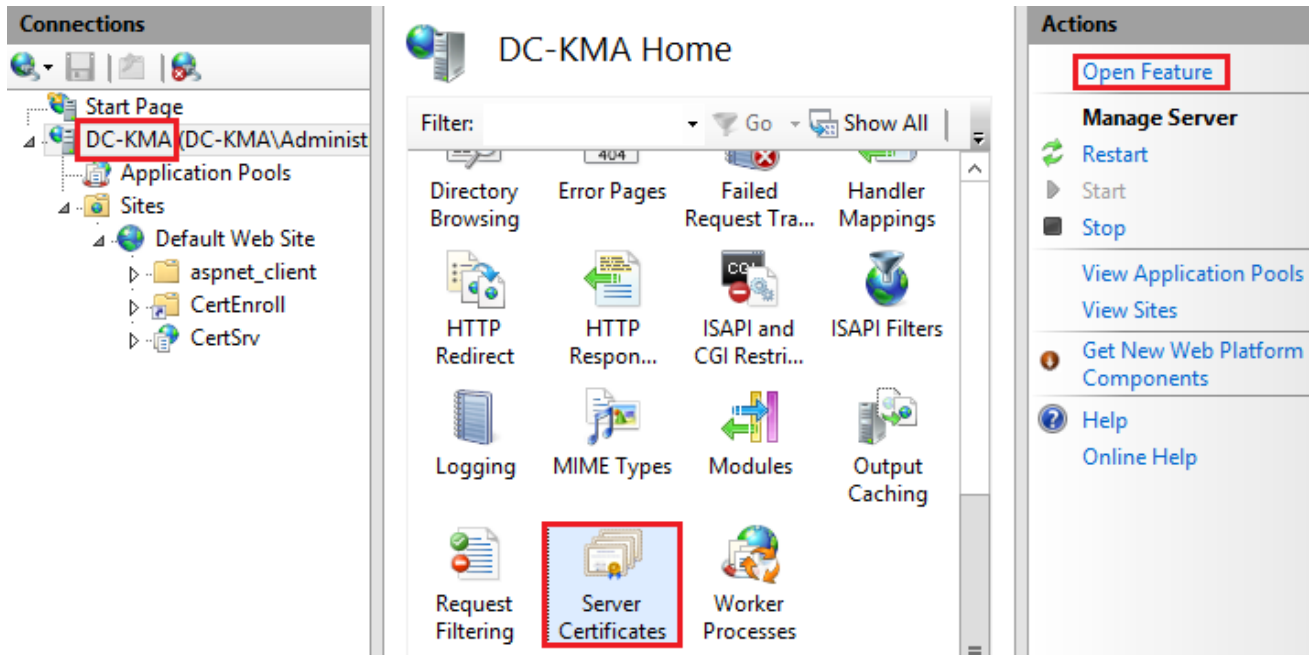 Connections
Start Page
DC-KMA (DC-KMA\Administ
Application Pools
Sites
Default Web Site
aspnet_client
CertEnroll
CertSrv
DC-KMA Home
Filter:
Go
Show All
404
Directory
Browsing
Error Pages
Failed
Request Tra...
Handler
Mappings
HTTP
Redirect
HTTP
Respon...
CGI
ISAPI and
CGI Restri...
ISAPI Filters
Logging
MIME Types
Modules
Output
Caching
Request
Filtering
Server
Certificates
Worker
Processes
Actions
Open Feature
Manage Server
Restart
Start
Stop
View Application Pools
View Sites
Get New Web Platform
Components
Help
Online Help